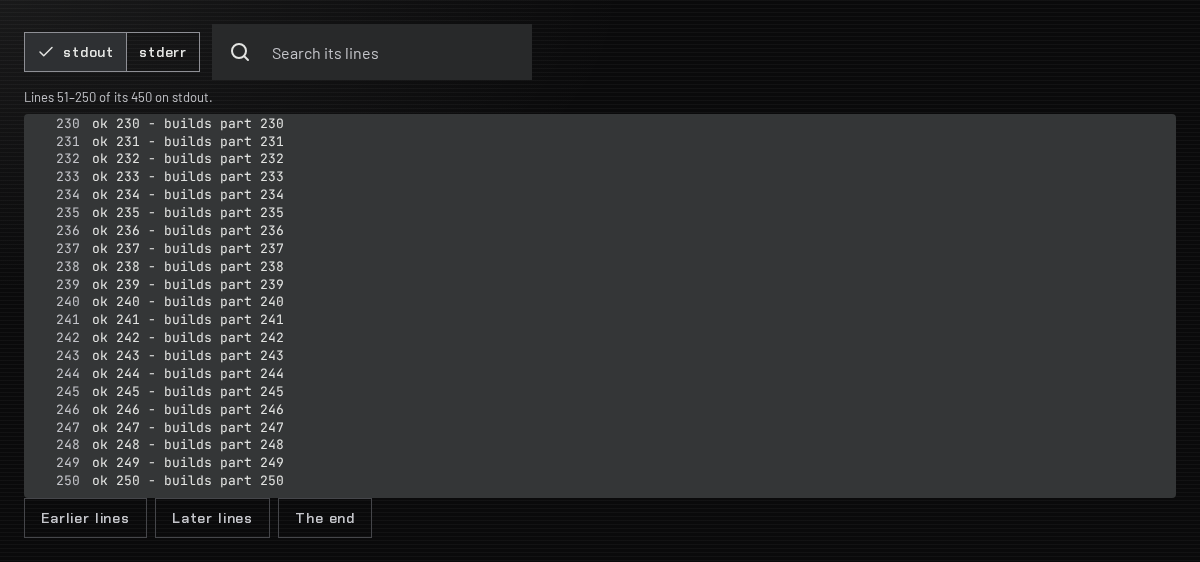 stdout stderr Search its lines
Lines 51–250 of its 450 on stdout.
230 ok 230 - builds part 230
231 ok 231 - builds part 231
232 ok 232 - builds part 232
233 ok 233 - builds part 233
234 ok 234 - builds part 234
235 ok 235 - builds part 235
236 ok 236 - builds part 236
237 ok 237 - builds part 237
238 ok 238 - builds part 238
239 ok 239 - builds part 239
240 ok 240 - builds part 240
241 ok 241 - builds part 241
242 ok 242 - builds part 242
243 ok 243 - builds part 243
244 ok 244 - builds part 244
245 ok 245 - builds part 245
246 ok 246 - builds part 246
247 ok 247 - builds part 247
248 ok 248 - builds part 248
249 ok 249 - builds part 249
250 ok 250 - builds part 250
Earlier lines Later lines The end